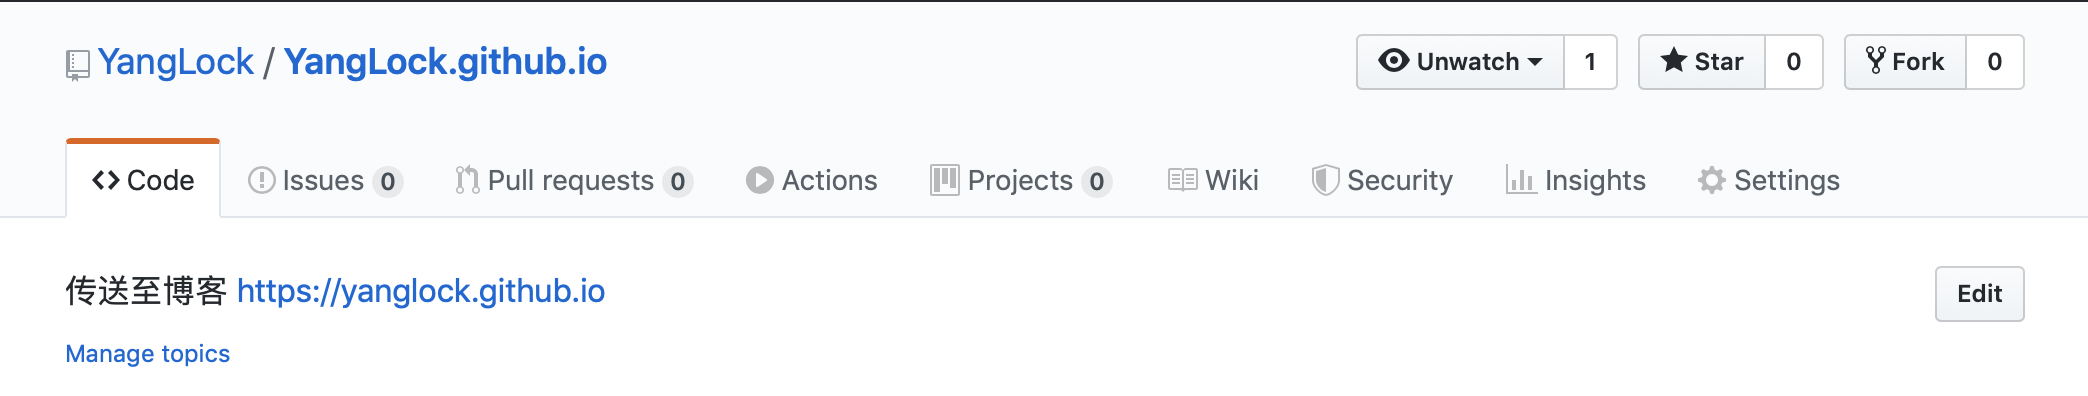 YangLock / YangLock.github.io Unwatch 1 Star 0 Fork 0
Code Issues 0 Pull requests 0 Actions Projects 0 Wiki Security Insights Settings
传送至博客 https://yanglock.github.io Edit
Manage topics